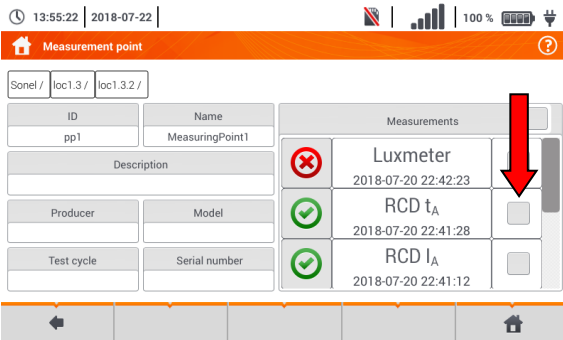 13:55:22 2018-07-22 100 %
Measurement point ?
Sonel / loc1.3 / loc1.3.2 /
ID Name Measurements
pp1 MeasuringPoint1
Description
Luxmeter
2018-07-20 22:42:23
Producer Model
RCD tA
2018-07-20 22:41:28
Test cycle Serial number
RCD IA
2018-07-20 22:41:12